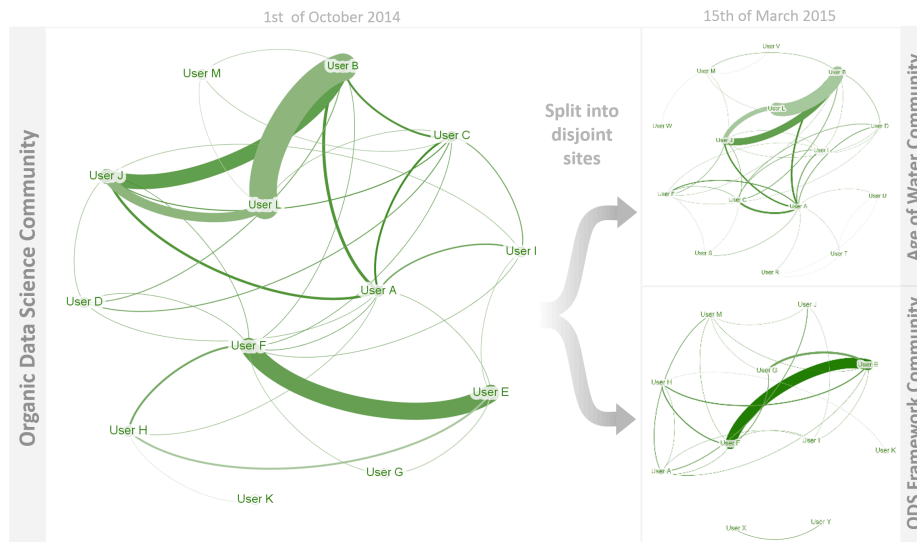 1st of October 2014
15th of March 2015
Organic Data Science Community
User B
User M
User C
User J
User L
User I
User A
User D
User F
User E
User H
User G
User K
Split into
disjoint
sites
Age of Water Community
User V
User M
User B
User L
User W
User D
User J
User I
User F
User C
User A
User U
User S
User T
User R
ODS Framework Community
User J
User M
User G
User E
User H
User F
User I
User K
User A
User X
User Y